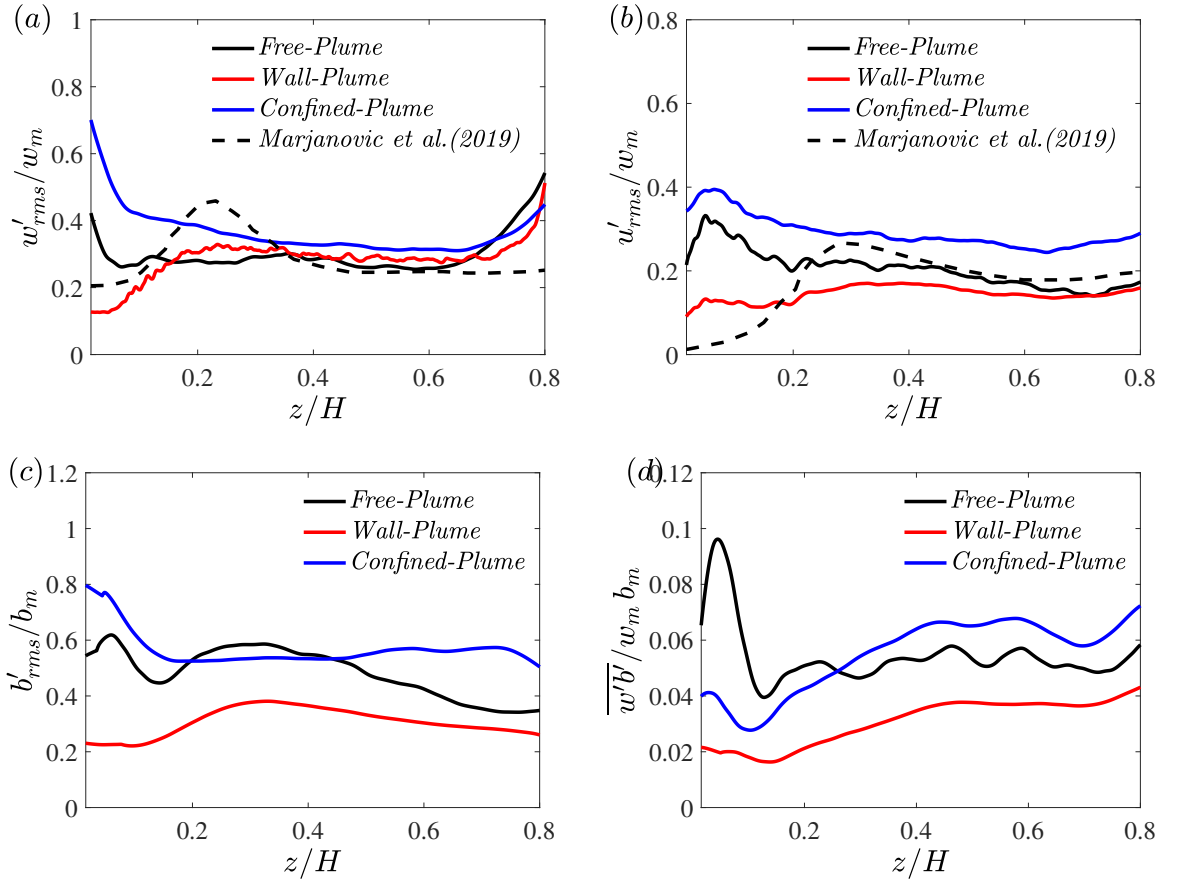 (a)
1
0.8
0.6
0.4
0.2
0
w'rms/wm
Free-Plume
Wall-Plume
Confined-Plume
Marjanovic et al.(2019)
0.2 0.4 0.6 0.8
z/H
(b)
0.8
0.6
0.4
0.2
0
u'rms/wm
Free-Plume
Wall-Plume
Confined-Plume
Marjanovic et al.(2019)
0.2 0.4 0.6 0.8
z/H
(c)
1.2
1
0.8
0.6
0.4
0.2
0
b'rms/bm
Free-Plume
Wall-Plume
Confined-Plume
0.2 0.4 0.6 0.8
z/H
(d)
0.12
0.1
0.08
0.06
0.04
0.02
0
w'b'/wm bm
Free-Plume
Wall-Plume
Confined-Plume
0.2 0.4 0.6 0.8
z/H